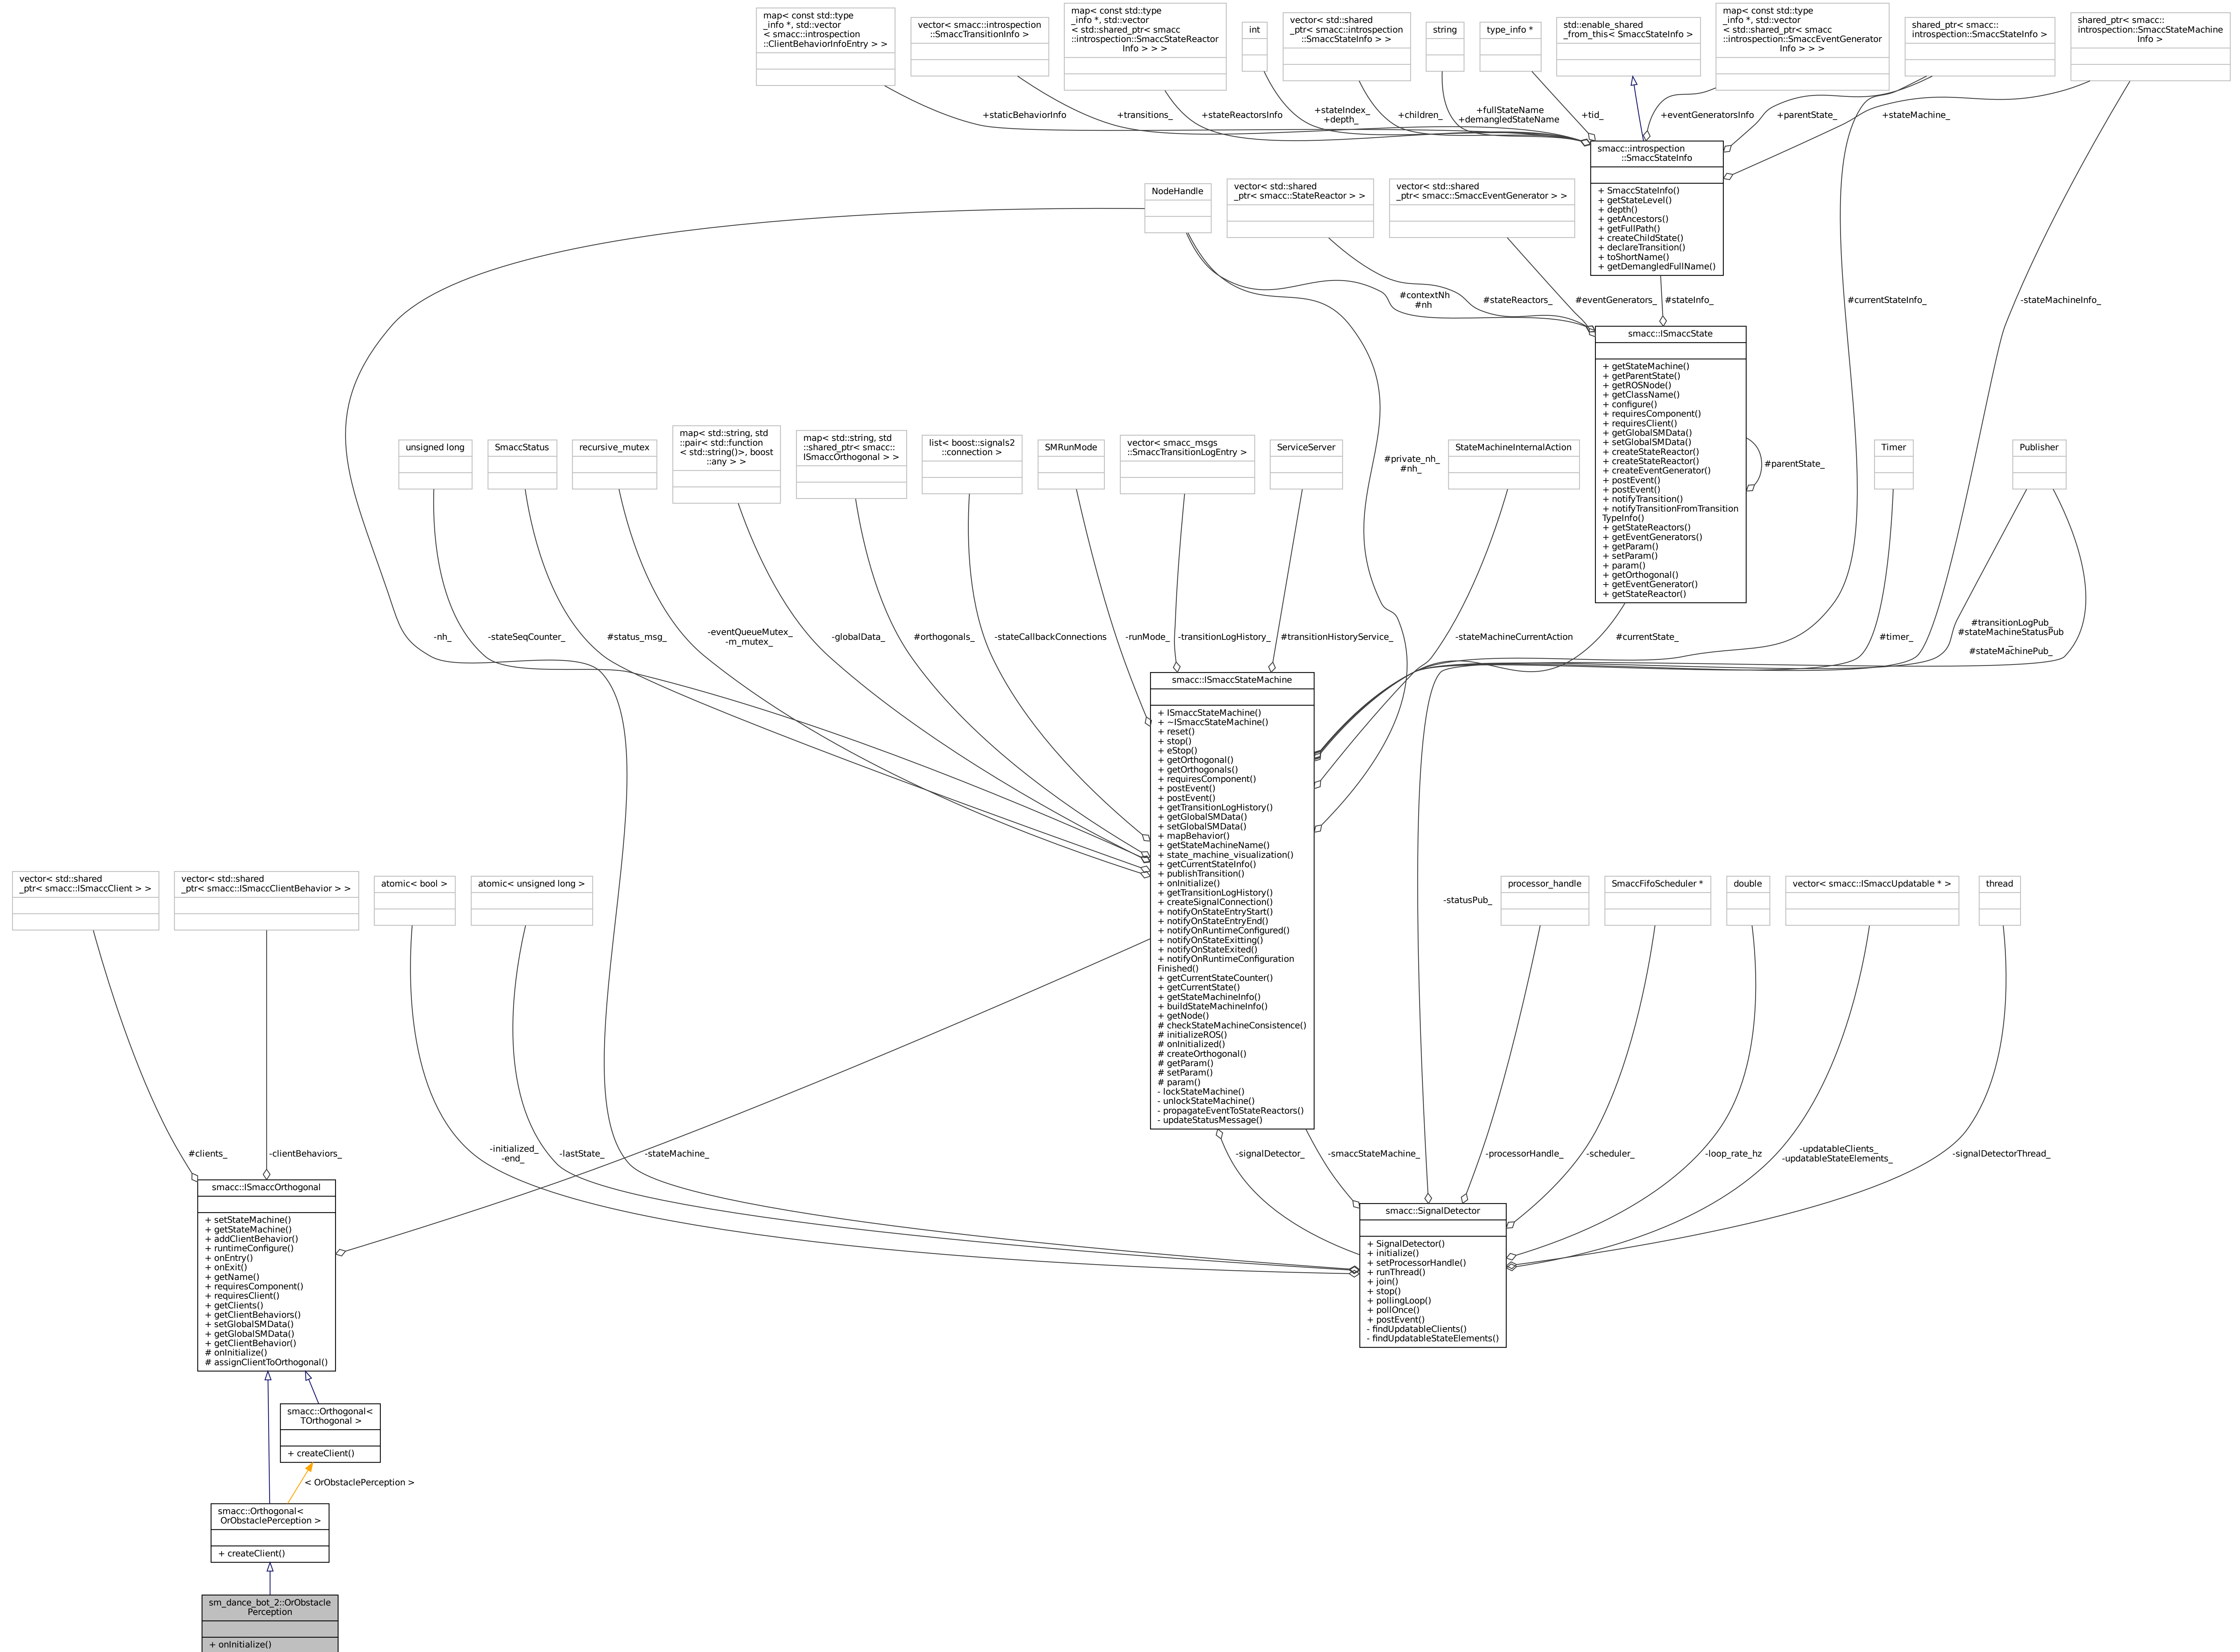 map< const std::type
_info *, std::vector
< smacc::introspection
::ClientBehaviorInfoEntry > >
vector< smacc::introspection
::SmaccTransitionInfo >
map< const std::type
_info *, std::vector
< std::shared_ptr< smacc
::introspection::SmaccStateReactor
Info > > >
int
vector< std::shared
_ptr< smacc::introspection
::SmaccStateInfo > >
string
type_info *
std::enable_shared
_from_this< SmaccStateInfo >
map< const std::type
_info *, std::vector
< std::shared_ptr< smacc
::introspection::SmaccEventGenerator
Info > > >
shared_ptr< smacc::
introspection::SmaccStateInfo >
shared_ptr< smacc::
introspection::SmaccStateMachine
Info >
+staticBehaviorInfo
+transitions_
+stateReactorsInfo
+stateIndex_
+depth_
+children_
+fullStateName
+demangledStateName
+tid_
+eventGeneratorsInfo
+parentState_
+stateMachine_
smacc::introspection
::SmaccStateInfo
+ SmaccStateInfo()
+ getStateLevel()
+ depth()
+ getAncestors()
+ getFullPath()
+ createChildState()
+ declareTransition()
+ toShortName()
+ getDemangledFullName()
NodeHandle
vector< std::shared
_ptr< smacc::StateReactor > >
vector< std::shared
_ptr< smacc::SmaccEventGenerator > >
#contextNh
#nh
#stateReactors_
#eventGenerators_
#stateInfo_
#currentStateInfo_
-stateMachineInfo_
smacc::ISmaccState
+ getStateMachine()
+ getParentState()
+ getROSNode()
+ getClassName()
+ configure()
+ requiresComponent()
+ requiresClient()
+ getGlobalSMData()
+ setGlobalSMData()
+ createStateReactor()
+ createStateReactor()
+ createEventGenerator()
+ postEvent()
+ postEvent()
+ notifyTransition()
+ notifyTransitionFromTransition
TypeInfo()
+ getStateReactors()
+ getEventGenerators()
+ getParam()
+ setParam()
+ param()
+ getOrthogonal()
+ getEventGenerator()
+ getStateReactor()
#parentState_
unsigned long
SmaccStatus
recursive_mutex
map< std::string, std
::pair< std::function
< std::string()>, boost
::any > >
map< std::string, std
::shared_ptr< smacc::
ISmaccOrthogonal > >
list< boost::signals2
::connection >
SMRunMode
vector< smacc_msgs
::SmaccTransitionLogEntry >
ServiceServer
#private_nh_
#nh_
StateMachineInternalAction
Timer
Publisher
-nh_
-stateSeqCounter_
#status_msg_
-eventQueueMutex_
-m_mutex_
-globalData_
#orthogonals_
-stateCallbackConnections
-runMode_
-transitionLogHistory_
#transitionHistoryService_
-stateMachineCurrentAction
#currentState_
#timer_
#transitionLogPub_
#stateMachineStatusPub
_
#stateMachinePub_
smacc::ISmaccStateMachine
+ ISmaccStateMachine()
+ ~ISmaccStateMachine()
+ reset()
+ stop()
+ eStop()
+ getOrthogonal()
+ getOrthogonals()
+ requiresComponent()
+ postEvent()
+ postEvent()
+ getTransitionLogHistory()
+ getGlobalSMData()
+ setGlobalSMData()
+ mapBehavior()
+ getStateMachineName()
+ state_machine_visualization()
+ getCurrentStateInfo()
+ publishTransition()
+ onInitialize()
+ getTransitionLogHistory()
+ createSignalConnection()
+ notifyOnStateEntryStart()
+ notifyOnStateEntryEnd()
+ notifyOnRuntimeConfigured()
+ notifyOnStateExitting()
+ notifyOnStateExited()
+ notifyOnRuntimeConfiguration
Finished()
+ getCurrentStateCounter()
+ getCurrentState()
+ getStateMachineInfo()
+ buildStateMachineInfo()
+ getNode()
# checkStateMachineConsistence()
# initializeROS()
# onInitialized()
# createOrthogonal()
# getParam()
# setParam()
# param()
- lockStateMachine()
- unlockStateMachine()
- propagateEventToStateReactors()
- updateStatusMessage()
vector< std::shared
_ptr< smacc::ISmaccClient > >
vector< std::shared
_ptr< smacc::ISmaccClientBehavior > >
atomic< bool >
atomic< unsigned long >
-statusPub_
processor_handle
SmaccFifoScheduler *
double
vector< smacc::ISmaccUpdatable * >
thread
#clients_
-clientBehaviors_
-initialized_
-end_
-lastState_
-stateMachine_
-signalDetector_
-smaccStateMachine_
-processorHandle_
-scheduler_
-loop_rate_hz
-updatableClients_
-updatableStateElements_
-signalDetectorThread_
smacc::ISmaccOrthogonal
+ setStateMachine()
+ getStateMachine()
+ addClientBehavior()
+ runtimeConfigure()
+ onEntry()
+ onExit()
+ getName()
+ requiresComponent()
+ requiresClient()
+ getClients()
+ getClientBehaviors()
+ setGlobalSMData()
+ getGlobalSMData()
+ getClientBehavior()
# onInitialize()
# assignClientToOrthogonal()
smacc::SignalDetector
+ SignalDetector()
+ initialize()
+ setProcessorHandle()
+ runThread()
+ join()
+ stop()
+ pollingLoop()
+ pollOnce()
+ postEvent()
- findUpdatableClients()
- findUpdatableStateElements()
smacc::Orthogonal<
TOrthogonal >
+ createClient()
< OrObstaclePerception >
smacc::Orthogonal<
OrObstaclePerception >
+ createClient()
sm_dance_bot_2::OrObstacle
Perception
+ onInitialize()